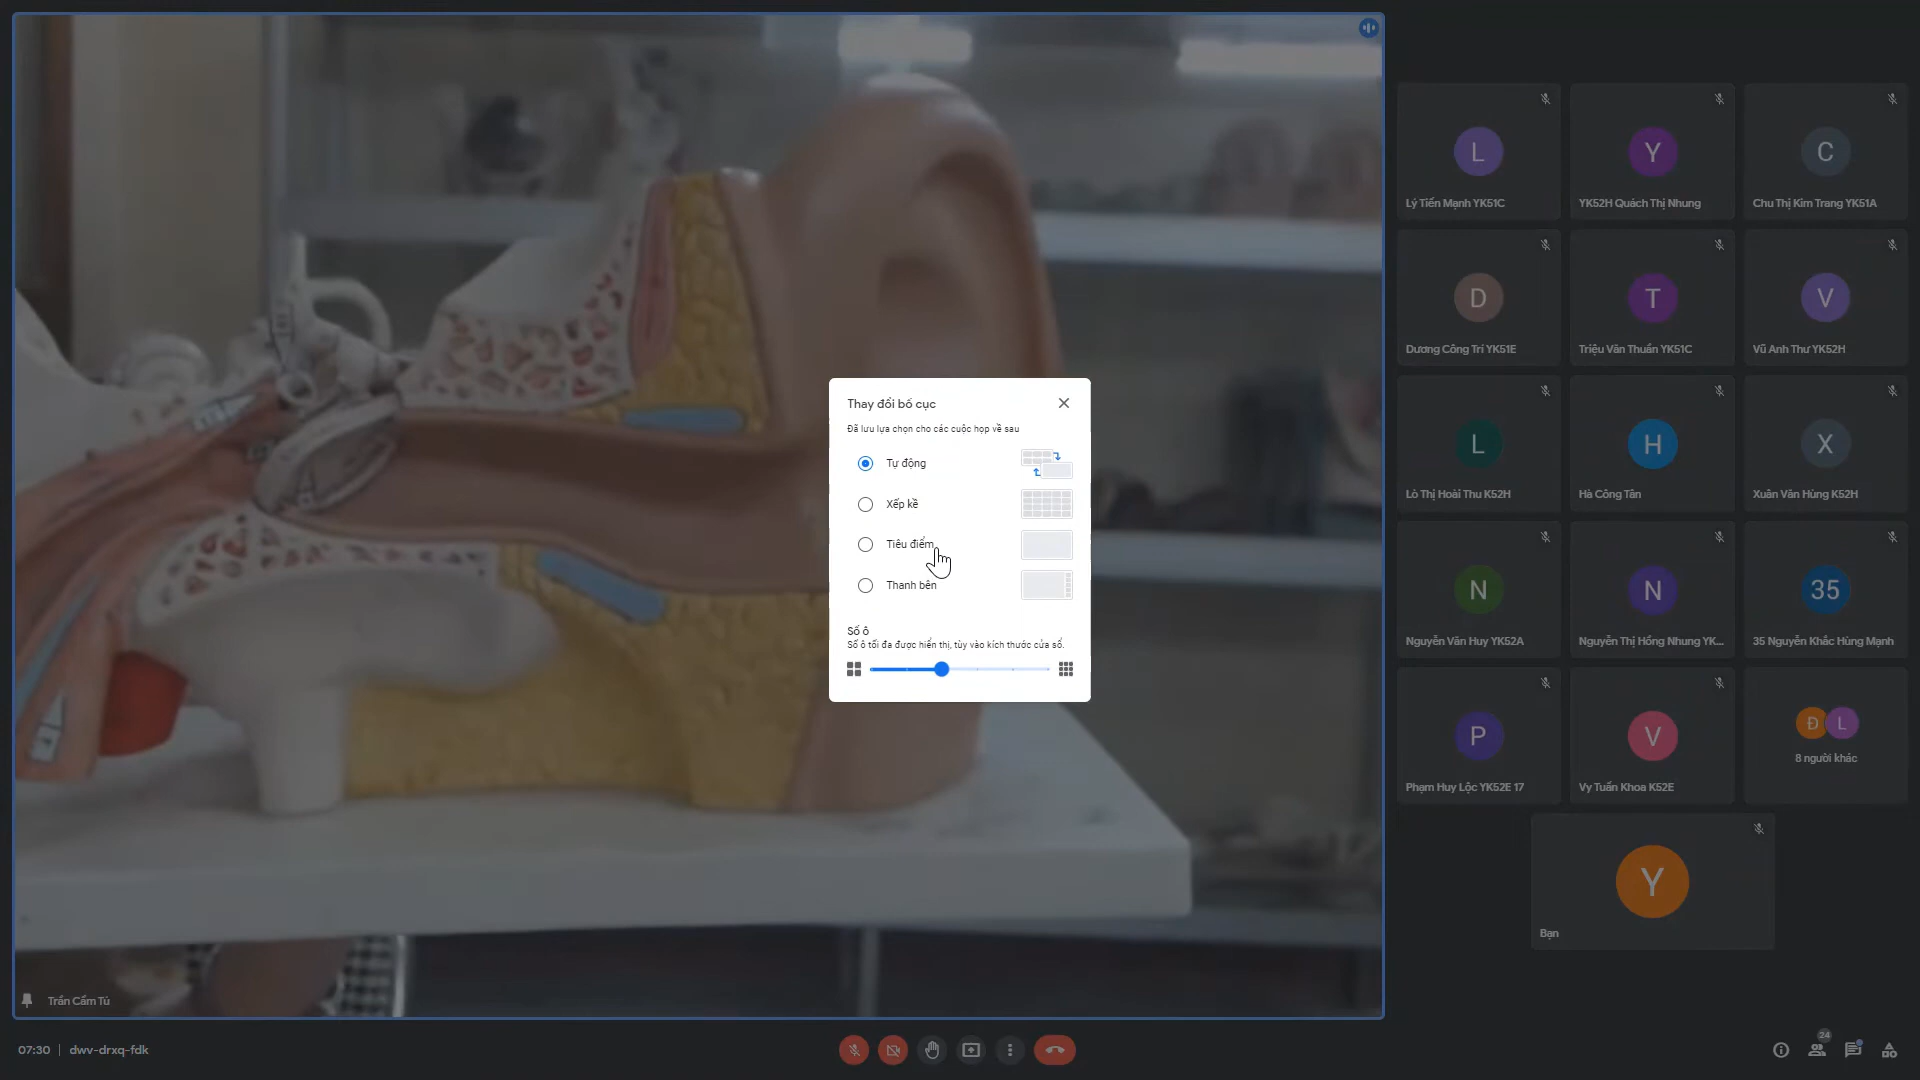 L
Lý Tiến Mạnh YK51C
Y
YK52H Quách Thị Nhung
C
Chu Thị Kim Trang YK51A
D
Dương Công Trí YK51E
T
Triệu Văn Thuần YK51C
V
Vũ Anh Thư YK52H
Thay đổi bố cục
Đã lưu lựa chọn cho các cuộc họp về sau
Tự động
Xếp kề
Tiêu điểm
Thanh bên
Số ô
Số ô tối đa được hiển thị, tùy vào kích thước cửa sổ.
L
Lò Thị Hoài Thu K52H
H
Hà Công Tân
X
Xuân Văn Hùng K52H
N
Nguyễn Văn Huy YK52A
N
Nguyễn Thị Hồng Nhung YK...
35
35 Nguyễn Khắc Hùng Mạnh
P
Phạm Huy Lộc YK52E 17
V
Vy Tuấn Khoa K52E
Đ L
8 người khác
Y
Bạn
Trần Cẩm Tú
07:30 | dwv-drxq-fdk
24